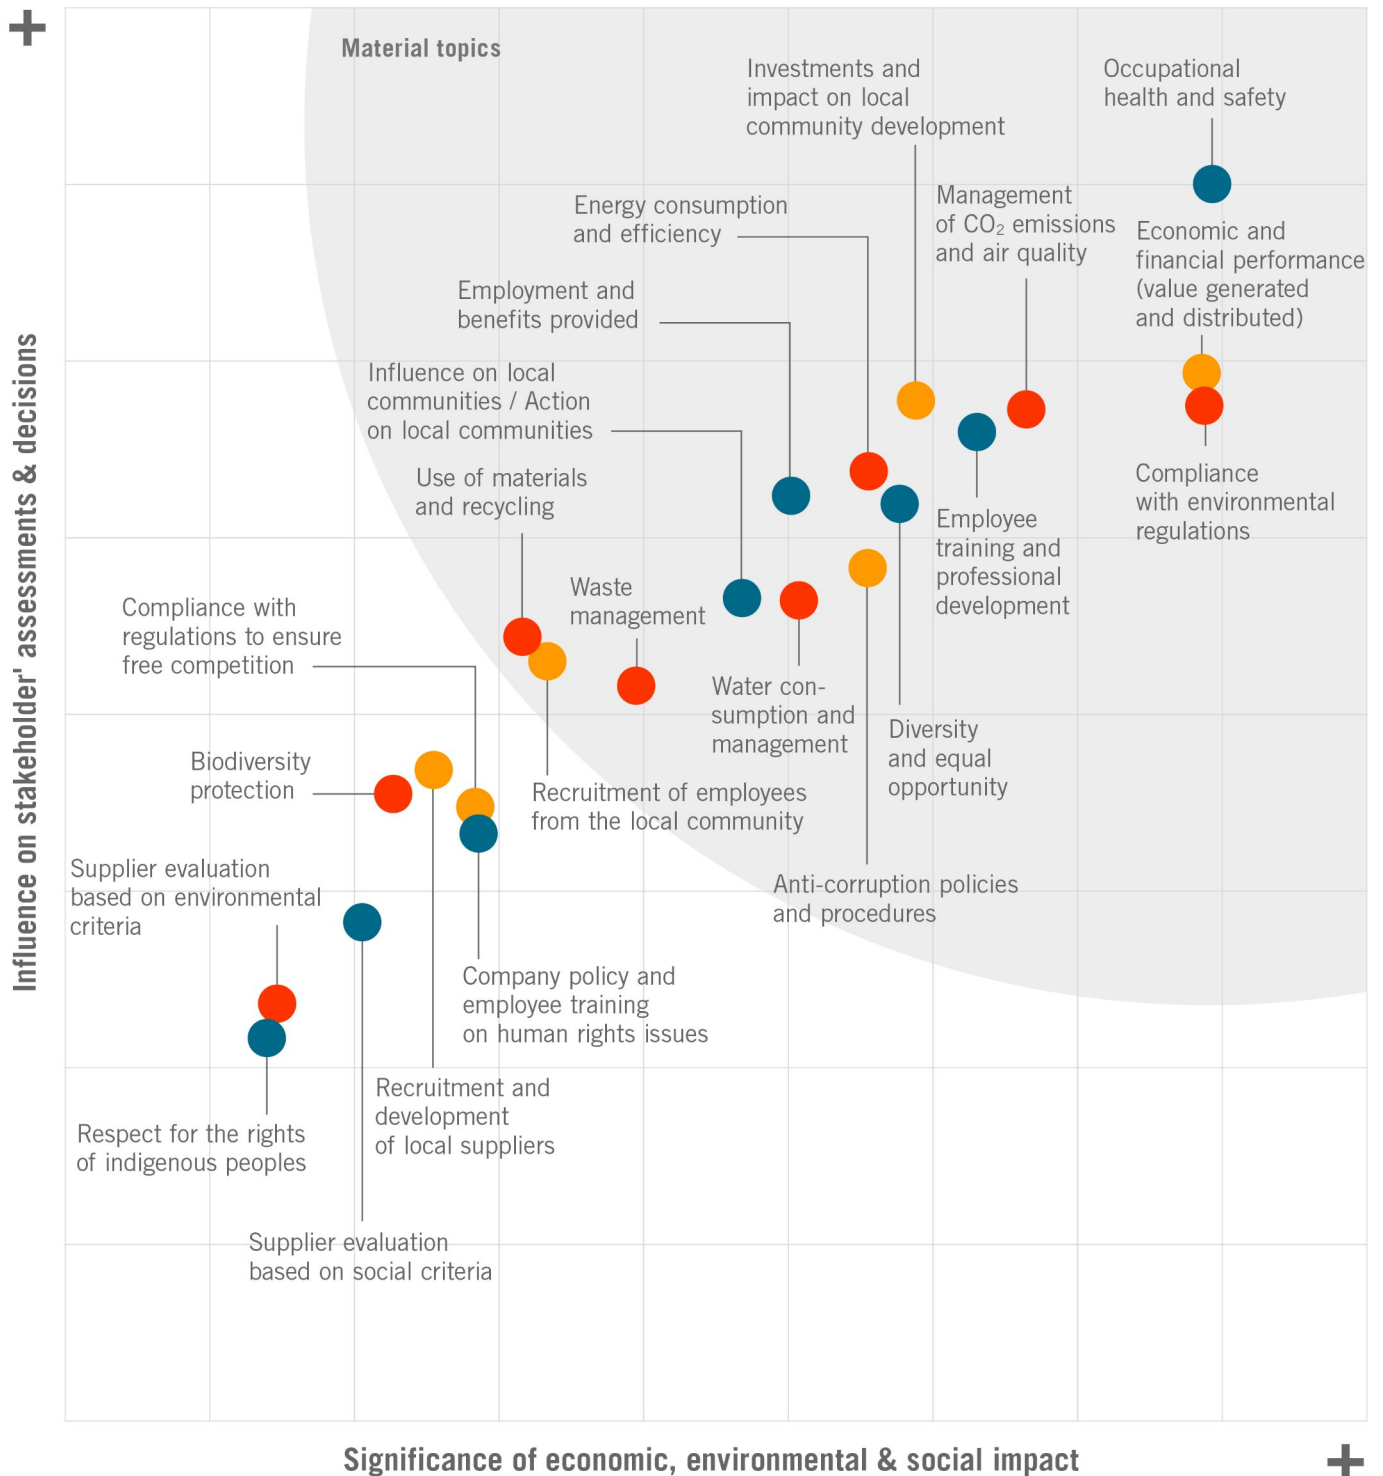 +
Material topics
Investments and
impact on local
community development
Occupational
health and safety
Energy consumption
and efficiency
Management
of CO₂ emissions
and air quality
Economic and
financial performance
(value generated
and distributed)
Employment and
benefits provided
Influence on local
communities / Action
on local communities
Use of materials
and recycling
Compliance
with environmental
regulations
Employee
training and
professional
development
Waste
management
Compliance with
regulations to ensure
free competition
Water con-
sumption and
management
Diversity
and equal
opportunity
Biodiversity
protection
Recruitment of employees
from the local community
Supplier evaluation
based on environmental
criteria
Anti-corruption policies
and procedures
Company policy and
employee training
on human rights issues
Recruitment and
development
of local suppliers
Respect for the rights
of indigenous peoples
Supplier evaluation
based on social criteria
Influence on stakeholder' assessments & decisions
Significance of economic, environmental & social impact
+